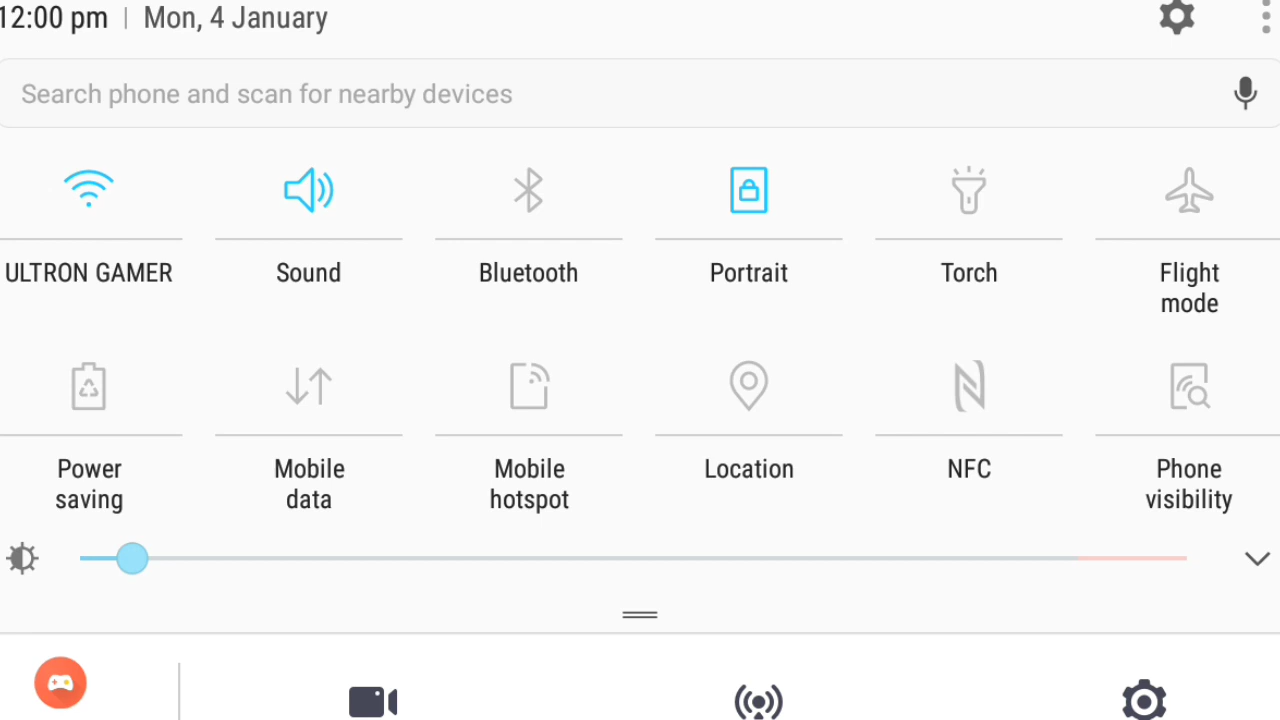 12:00 pm | Mon, 4 January
Search phone and scan for nearby devices
ULTRON GAMER
Sound
Bluetooth
Portrait
Torch
Flight
mode
Power
saving
Mobile
data
Mobile
hotspot
Location
NFC
Phone
visibility